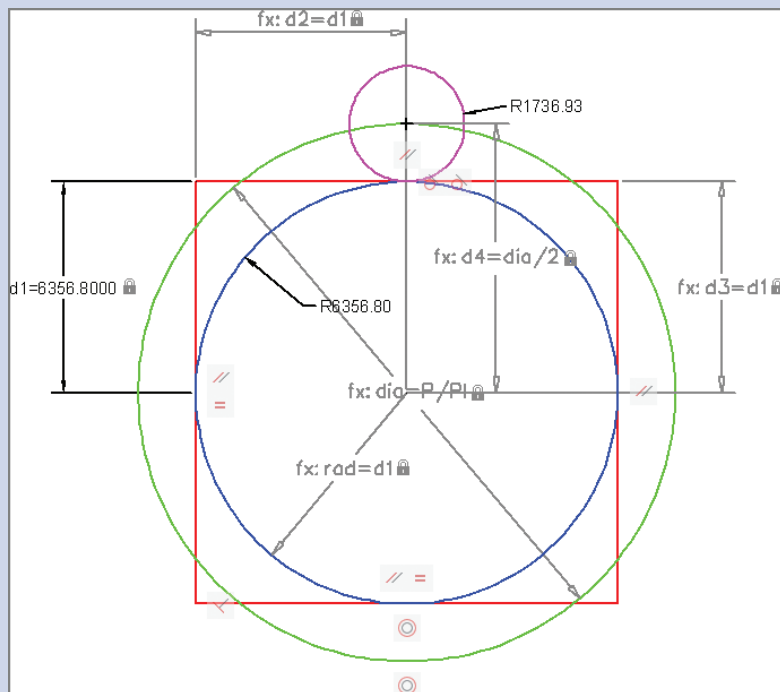 fx: d2=d1
R1736.93
fx: d4=dia/2
d1=6356.8000
fx: d3=d1
R6356.80
fx: dia=P/PI
fx: rad=d1